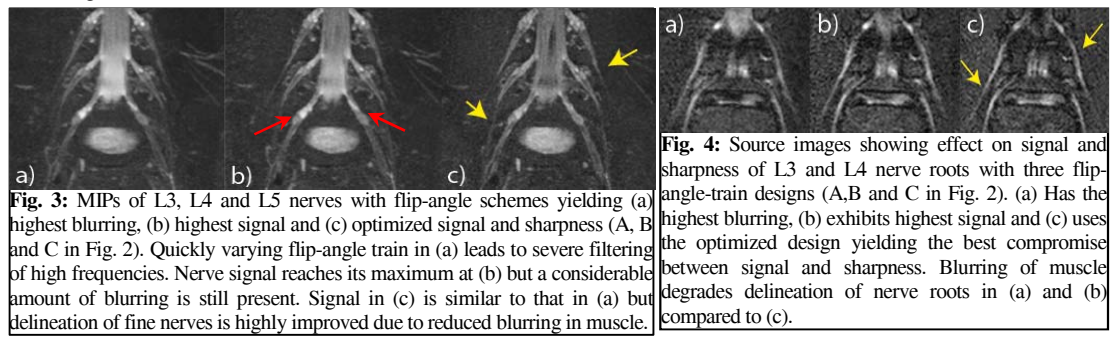 a)
b)
c)
Fig. 3: MIPs of L3, L4 and L5 nerves with flip-angle schemes yielding (a)
highest blurring, (b) highest signal and (c) optimized signal and sharpness (A, B
and C in Fig. 2). Quickly varying flip-angle train in (a) leads to severe filtering
of high frequencies. Nerve signal reaches its maximum at (b) but a considerable
amount of blurring is still present. Signal in (c) is similar to that in (a) but
delineation of fine nerves is highly improved due to reduced blurring in muscle.
a)
b)
c)
Fig. 4: Source images showing effect on signal and
sharpness of L3 and L4 nerve roots with three flip-
angle-train designs (A,B and C in Fig. 2). (a) Has the
highest blurring, (b) exhibits highest signal and (c) uses
the optimized design yielding the best compromise
between signal and sharpness. Blurring of muscle
degrades delineation of nerve roots in (a) and (b)
compared to (c).